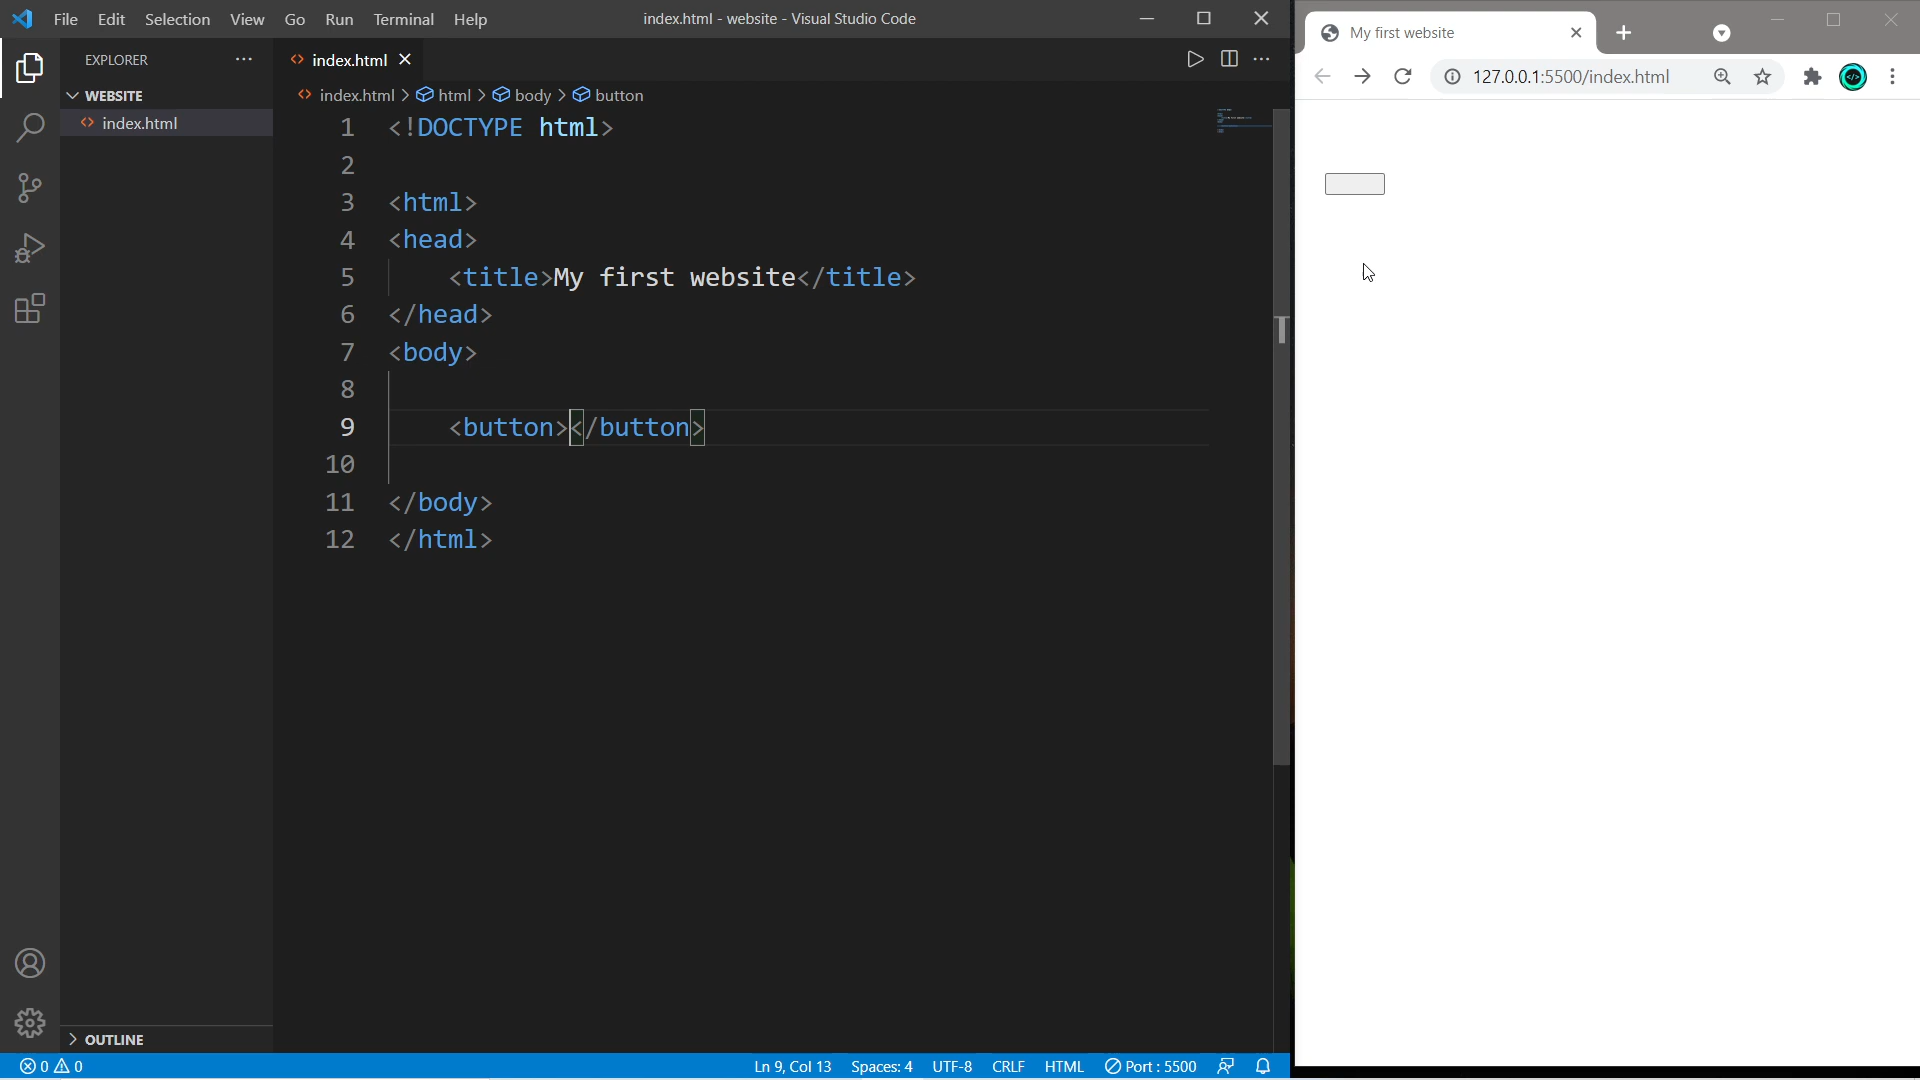 File Edit Selection View Go Run Terminal Help
index.html - website - Visual Studio Code
EXPLORER
WEBSITE
index.html
OUTLINE
index.html
index.html > html > body > button
1 <!DOCTYPE html>
2
3 <html>
4 <head>
5 <title>My first website</title>
6 </head>
7 <body>
8
9 <button></button>
10
11 </body>
12 </html>
0 0
Ln 9, Col 13 Spaces: 4 UTF-8 CRLF HTML Port : 5500
My first website
127.0.0.1:5500/index.html